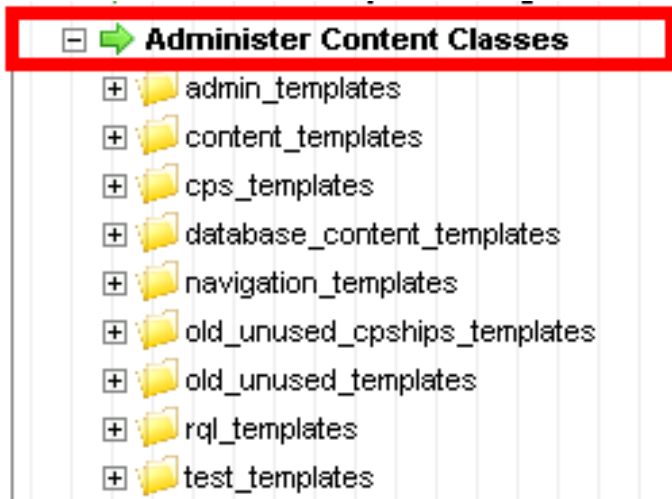 Administer Content Classes
admin_templates
content_templates
cps_templates
database_content_templates
navigation_templates
old_unused_cpships_templates
old_unused_templates
rql_templates
test_templates